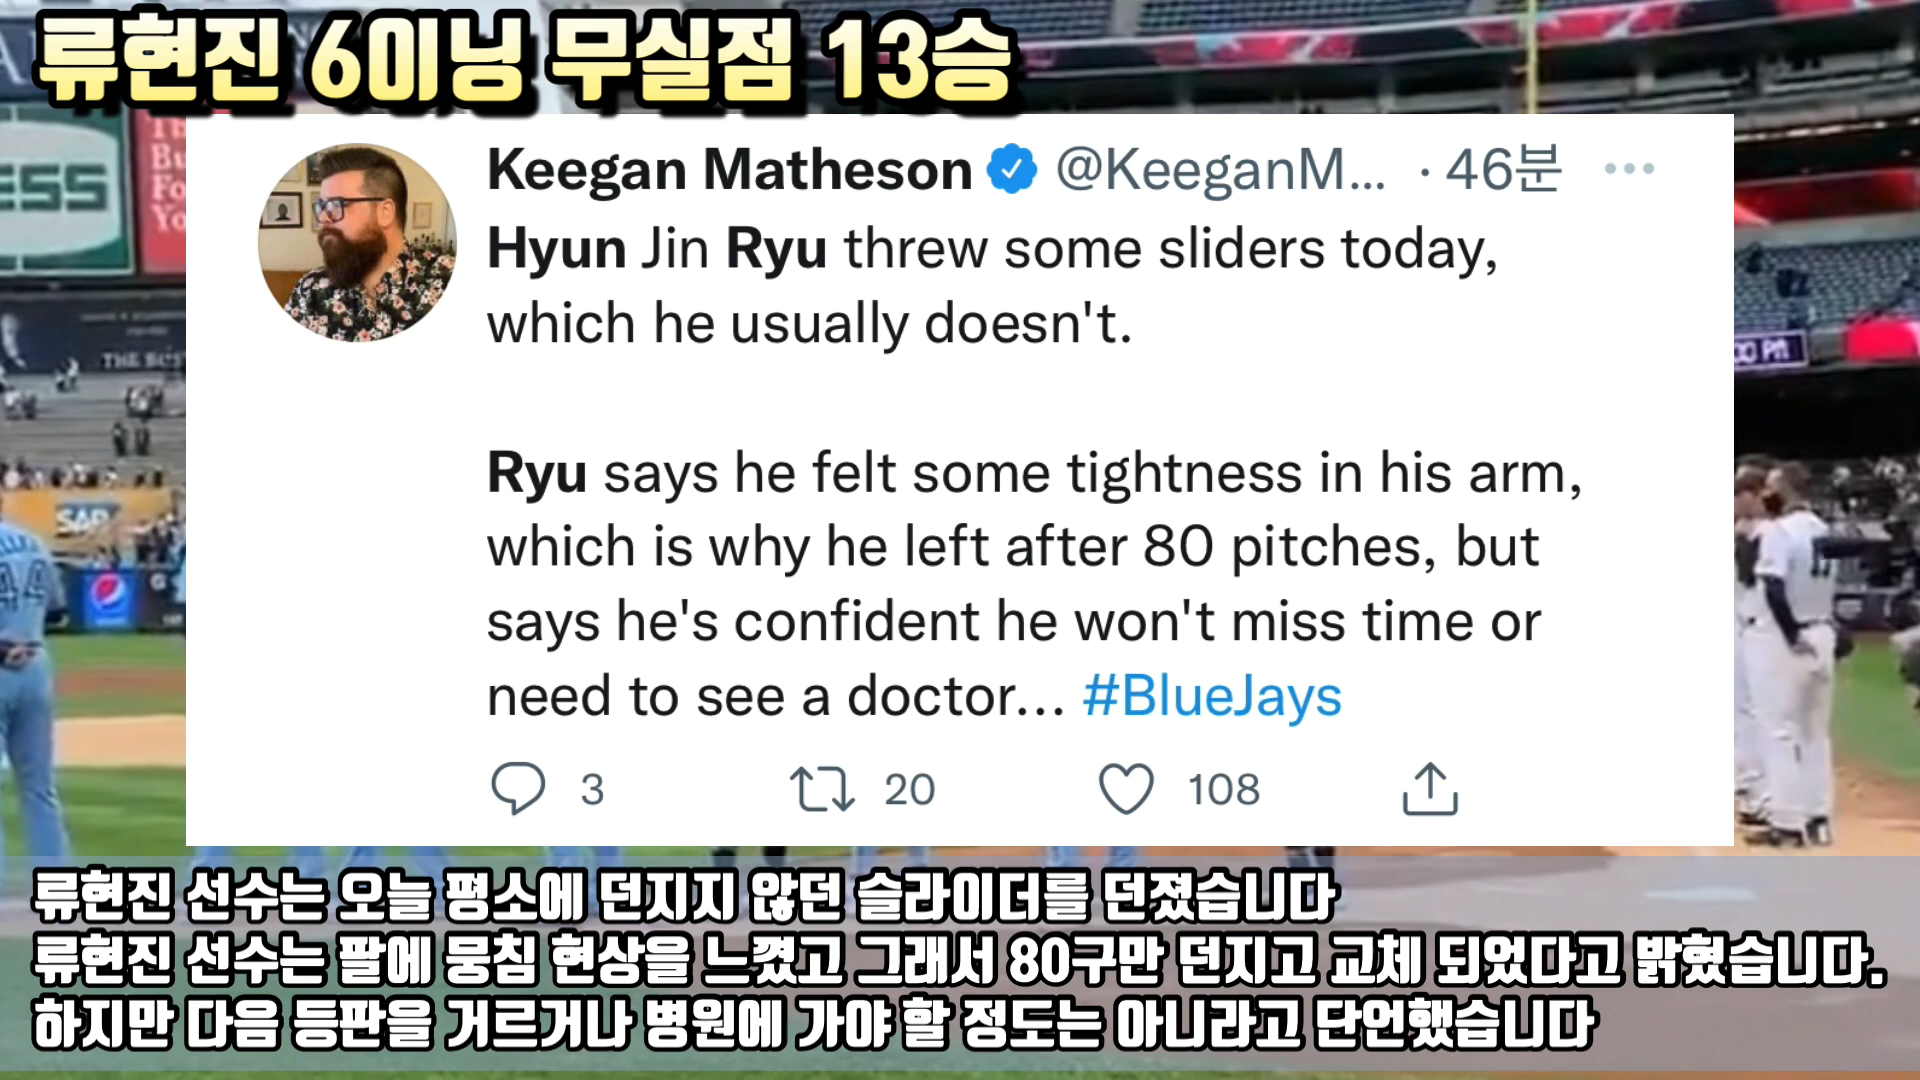 류현진 6이닝 무실점 13승
Keegan Matheson @KeeganM... · 46분
Hyun Jin Ryu threw some sliders today,
which he usually doesn't.
Ryu says he felt some tightness in his arm,
which is why he left after 80 pitches, but
says he's confident he won't miss time or
need to see a doctor... #BlueJays
3 20 108
ESS
SAP
44
류현진 선수는 오늘 평소에 던지지 않던 슬라이더를 던졌습니다
류현진 선수는 팔에 뭉침 현상을 느꼈고 그래서 80구만 던지고 교체 되었다고 밝혔습니다.
하지만 다음 등판을 거르거나 병원에 가야 할 정도는 아니라고 단언했습니다